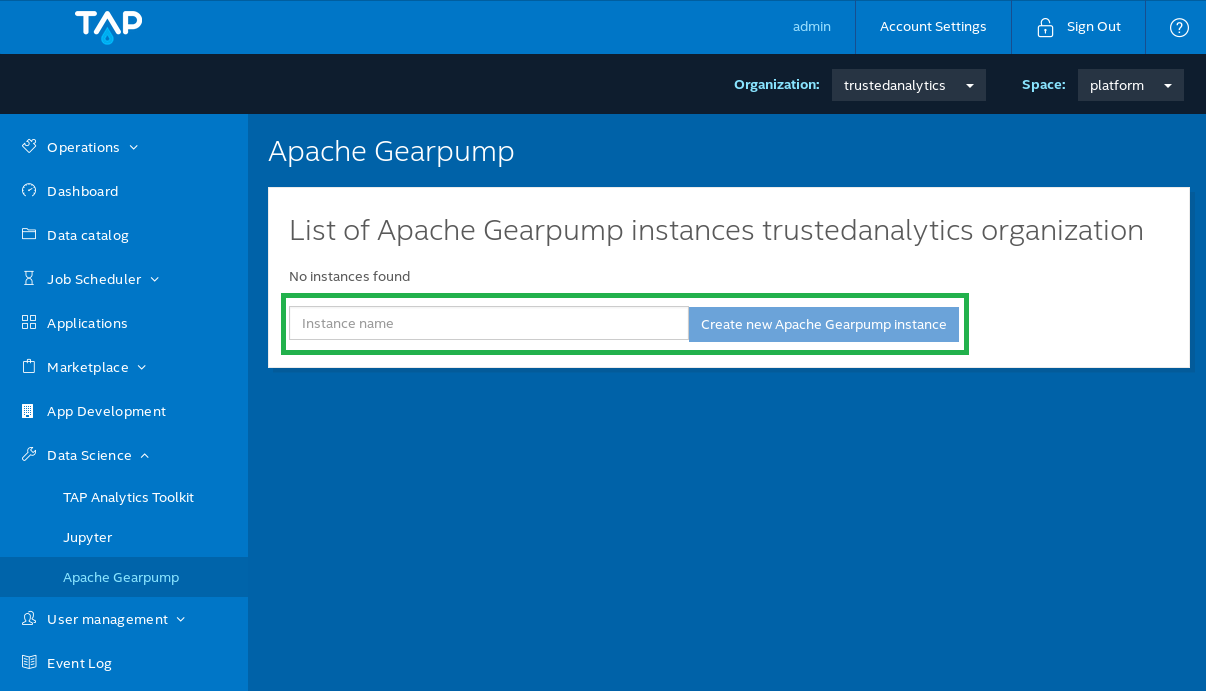 TAP
admin
Account Settings
Sign Out
Organization: trustedanalytics
Space: platform
Operations
Dashboard
Data catalog
Job Scheduler
Applications
Marketplace
App Development
Data Science
TAP Analytics Toolkit
Jupyter
Apache Gearpump
User management
Event Log
Apache Gearpump
List of Apache Gearpump instances trustedanalytics organization
No instances found
Instance name
Create new Apache Gearpump instance